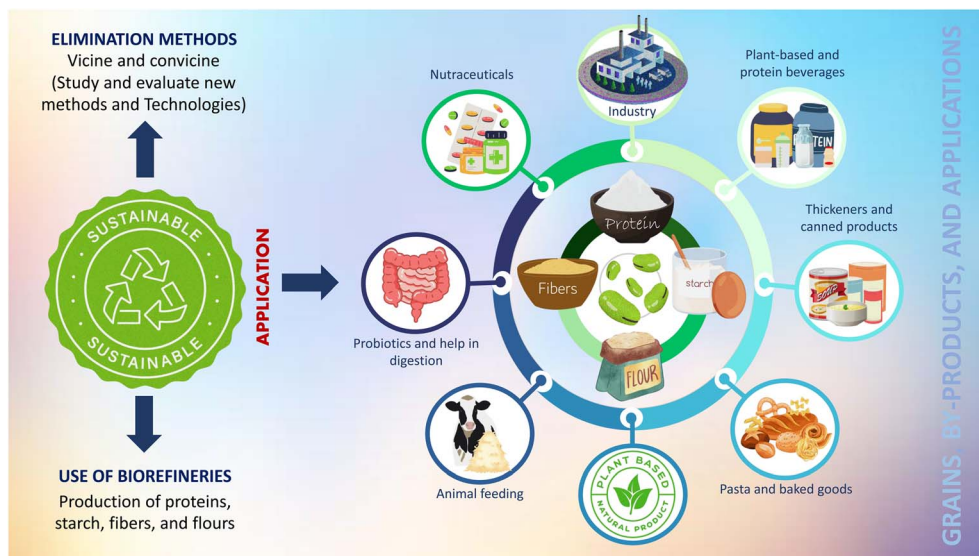 ELIMINATION METHODS
Vicine and convicine
(Study and evaluate new
methods and Technologies)
SUSTAINABLE
SUSTAINABLE
USE OF BIOREFINERIES
Production of proteins,
starch, fibers, and flours
APPLICATION
Industry
Nutraceuticals
Plant-based and
protein beverages
PROTEIN
Protein
Thickeners and
canned products
Fibers
starch
FLOUR
Probiotics and help in
digestion
Animal feeding
PLANT BASED
NATURAL PRODUCT
Pasta and baked goods
GRAINS BY-PRODUCTS, AND APPLICATIONS